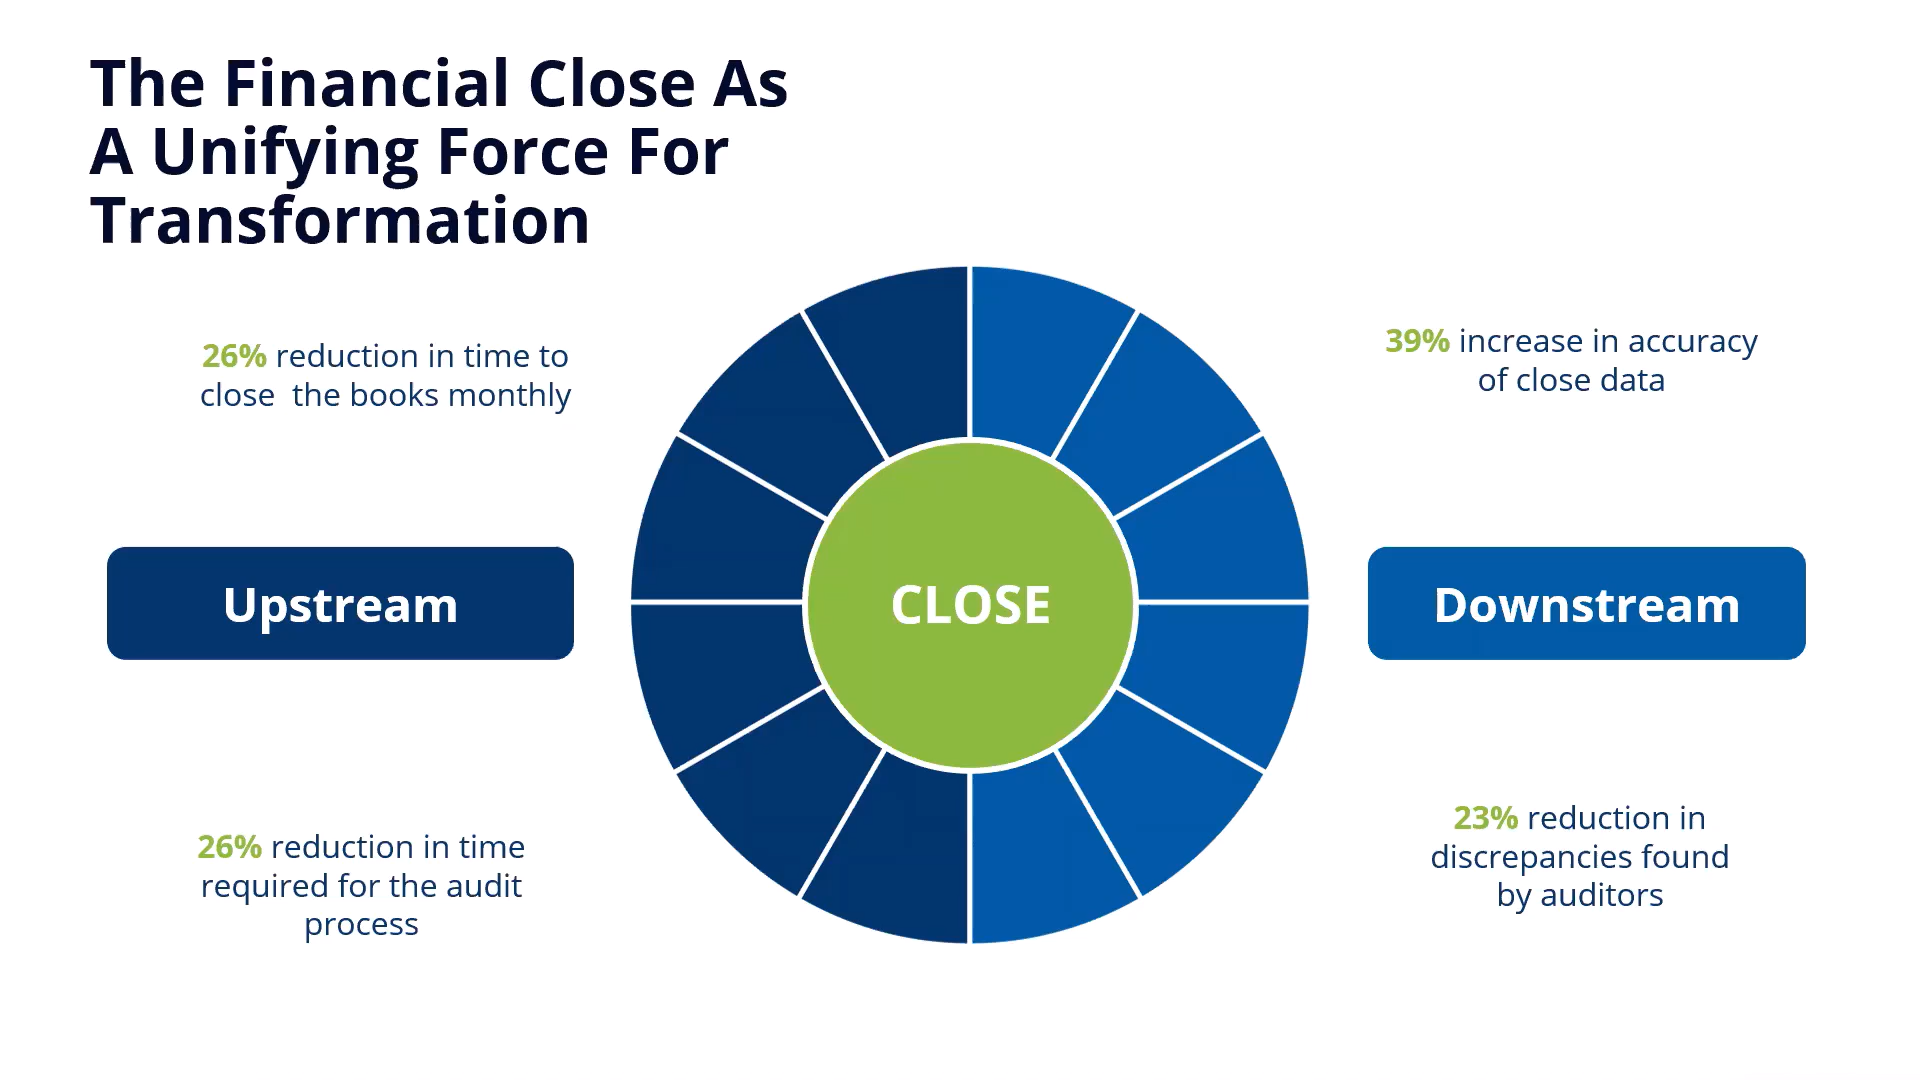 The Financial Close As
A Unifying Force For
Transformation
26% reduction in time to
close  the books monthly
39% increase in accuracy
of close data
Upstream
CLOSE
Downstream
26% reduction in time
required for the audit
process
23% reduction in
discrepancies found
by auditors